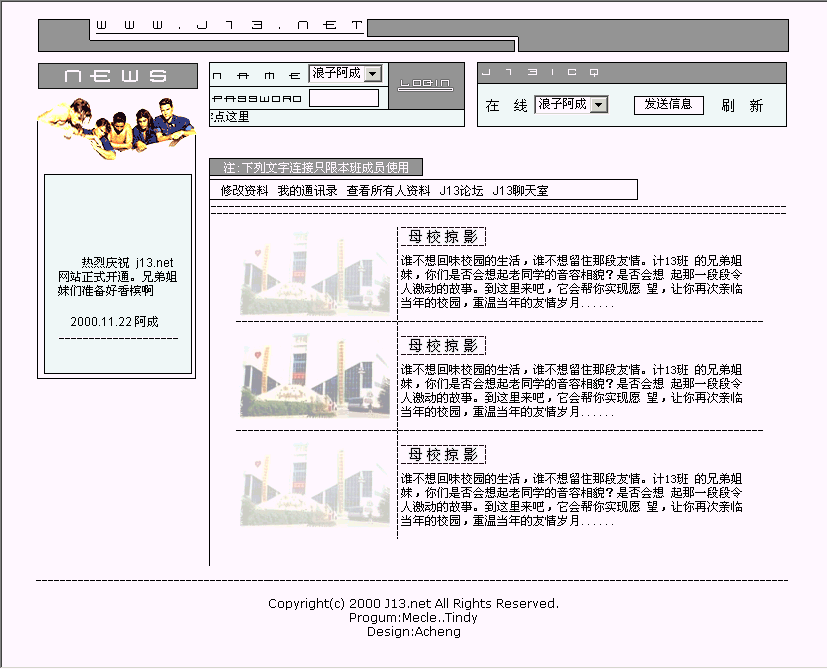 WWW.J13.NET
NEWS
NAME 浪子阿成 LOGIN
PASSWORD
点这里
J13ICQ
在 线 浪子阿成 发送信息 刷 新
注:下列文字连接只限本班成员使用
修改资料 我的通讯录 查看所有人资料 J13论坛 J13聊天室
热烈庆祝 j13.net
网站正式开通。兄弟姐
妹们准备好香槟啊
2000.11.22 阿成
母校掠影
谁不想回味校园的生活，谁不想留住那段友情。计13班 的兄弟姐
妹，你们是否会想起老同学的音容相貌？是否会想 起那一段段令
人激动的故事。到这里来吧，它会帮你实现愿 望，让你再次亲临
当年的校园，重温当年的友情岁月......
母校掠影
谁不想回味校园的生活，谁不想留住那段友情。计13班 的兄弟姐
妹，你们是否会想起老同学的音容相貌？是否会想 起那一段段令
人激动的故事。到这里来吧，它会帮你实现愿 望，让你再次亲临
当年的校园，重温当年的友情岁月......
母校掠影
谁不想回味校园的生活，谁不想留住那段友情。计13班 的兄弟姐
妹，你们是否会想起老同学的音容相貌？是否会想 起那一段段令
人激动的故事。到这里来吧，它会帮你实现愿 望，让你再次亲临
当年的校园，重温当年的友情岁月......
Copyright(c) 2000 J13.net All Rights Reserved.
Progum:Mecle..Tindy
Design:Acheng